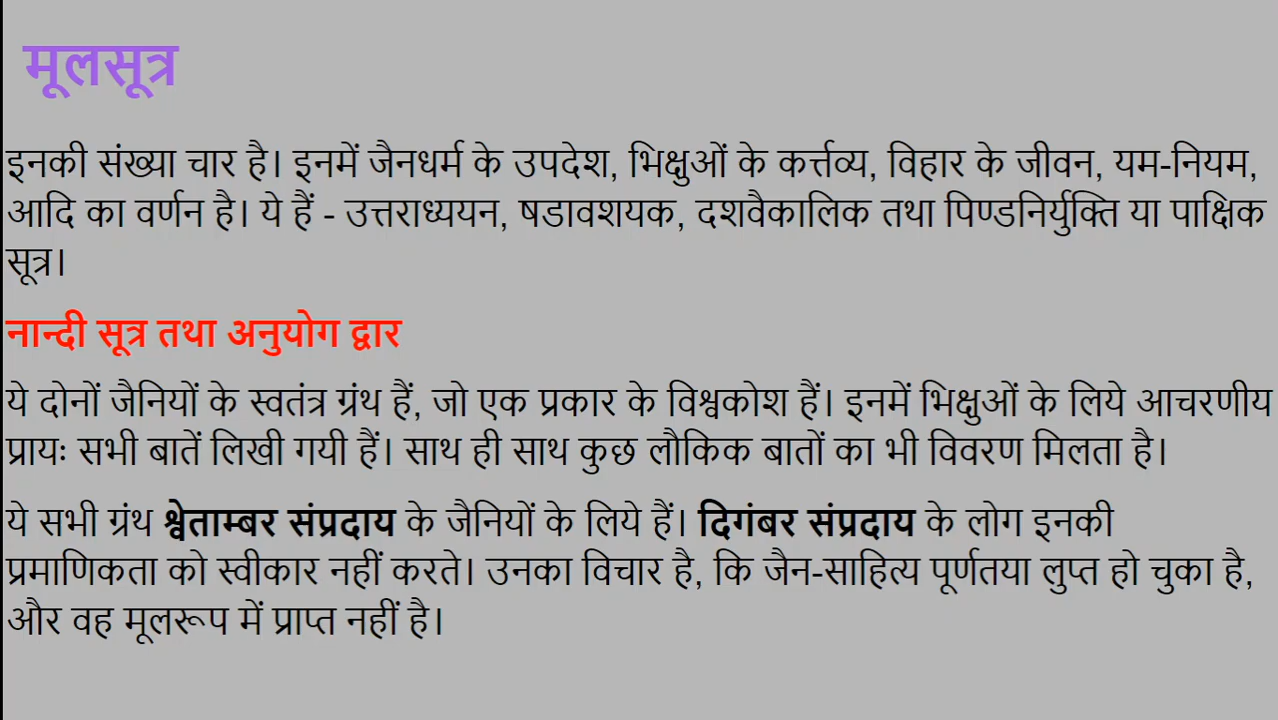 मूलसूत्र
इनकी संख्या चार है। इनमें जैनधर्म के उपदेश, भिक्षुओं के कर्त्तव्य, विहार के जीवन, यम-नियम,
आदि का वर्णन है। ये हैं - उत्तराध्ययन, षडावशयक, दशवैकालिक तथा पिण्डनिर्युक्ति या पाक्षिक
सूत्र।
नान्दी सूत्र तथा अनुयोग द्वार
ये दोनों जैनियों के स्वतंत्र ग्रंथ हैं, जो एक प्रकार के विश्वकोश हैं। इनमें भिक्षुओं के लिये आचरणीय
प्रायः सभी बातें लिखी गयी हैं। साथ ही साथ कुछ लौकिक बातों का भी विवरण मिलता है।
ये सभी ग्रंथ श्वेताम्बर संप्रदाय के जैनियों के लिये हैं। दिगंबर संप्रदाय के लोग इनकी
प्रमाणिकता को स्वीकार नहीं करते। उनका विचार है, कि जैन-साहित्य पूर्णतया लुप्त हो चुका है,
और वह मूलरूप में प्राप्त नहीं है।